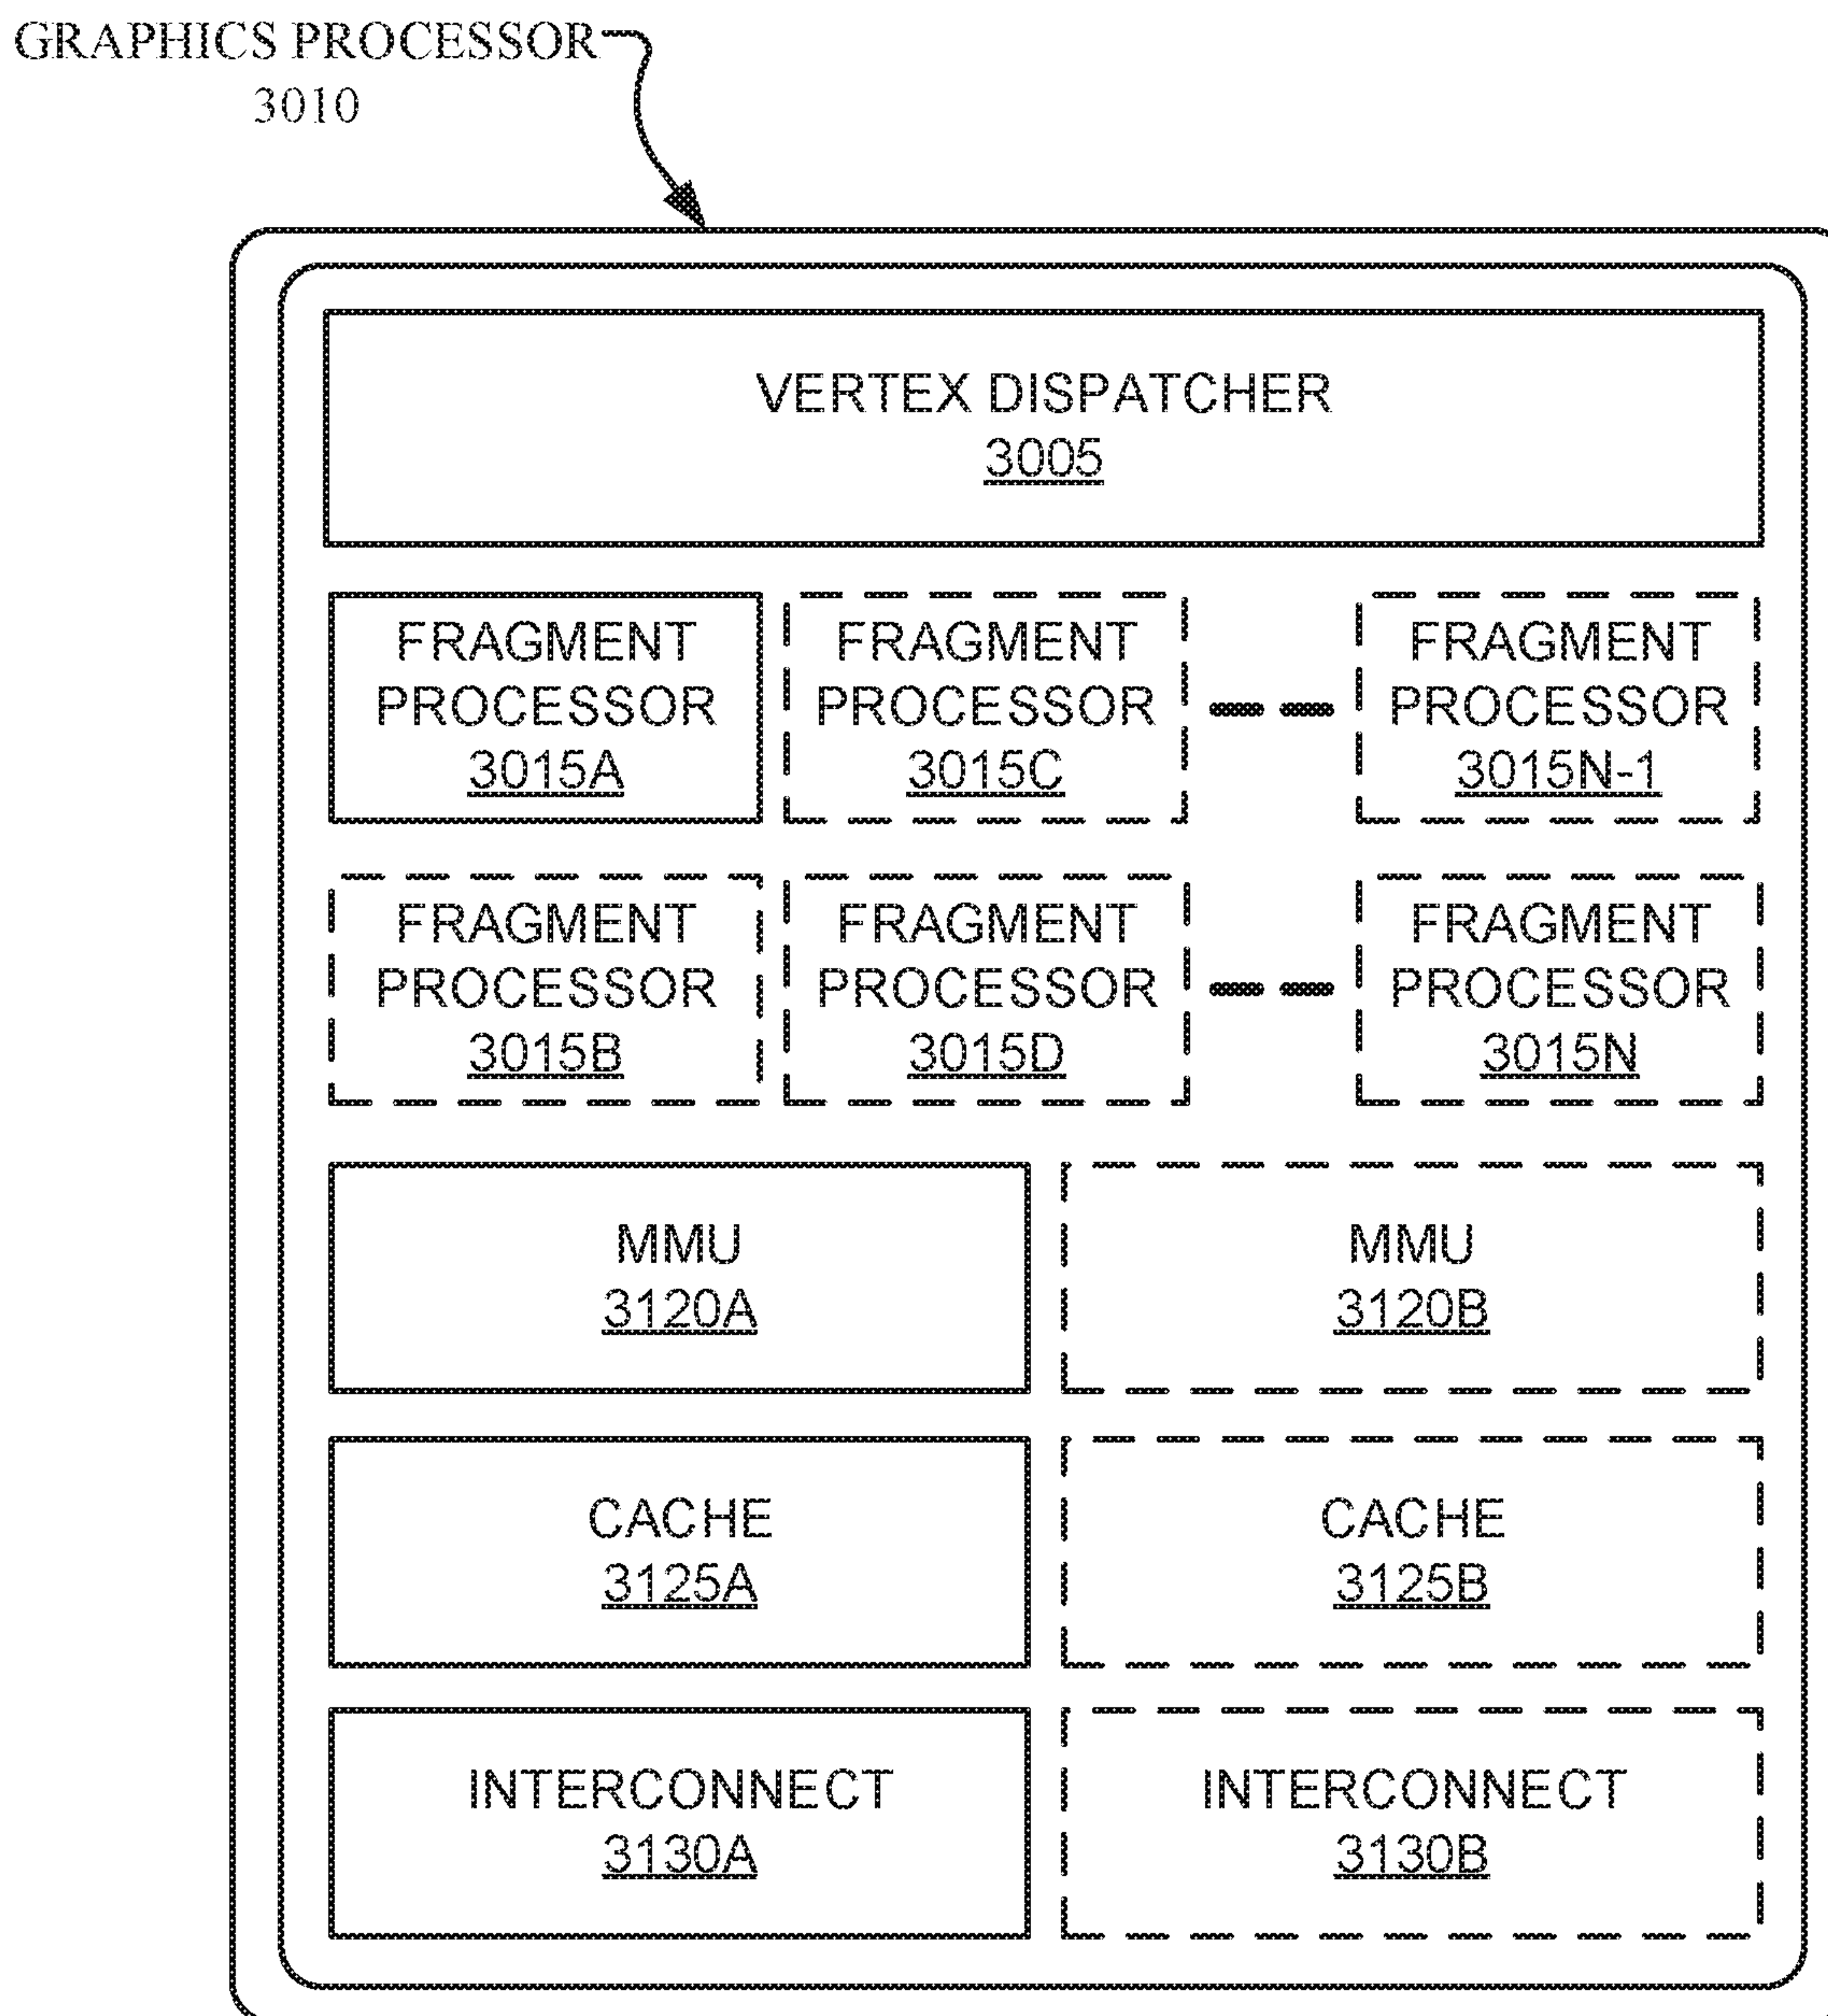 GRAPHICS PROCESSOR
3010
VERTEX DISPATCHER
3005
FRAGMENT
PROCESSOR
3015A
FRAGMENT
PROCESSOR
3015C
FRAGMENT
PROCESSOR
3015N-1
FRAGMENT
PROCESSOR
3015B
FRAGMENT
PROCESSOR
3015D
FRAGMENT
PROCESSOR
3015N
MMU
3120A
MMU
3120B
CACHE
3125A
CACHE
3125B
INTERCONNECT
3130A
INTERCONNECT
3130B